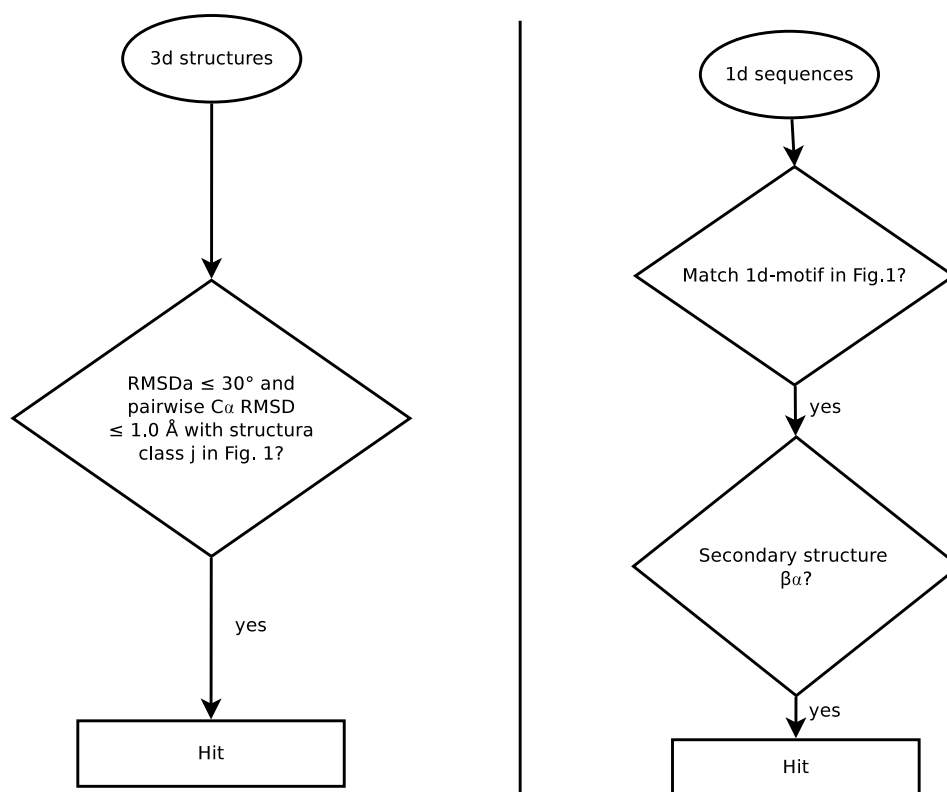 3d structures
RMSDa ≤ 30° and
pairwise Cα RMSD
≤ 1.0 Å with structura
class j in Fig. 1?
yes
Hit
1d sequences
Match 1d-motif in Fig.1?
yes
Secondary structure
βα?
yes
Hit